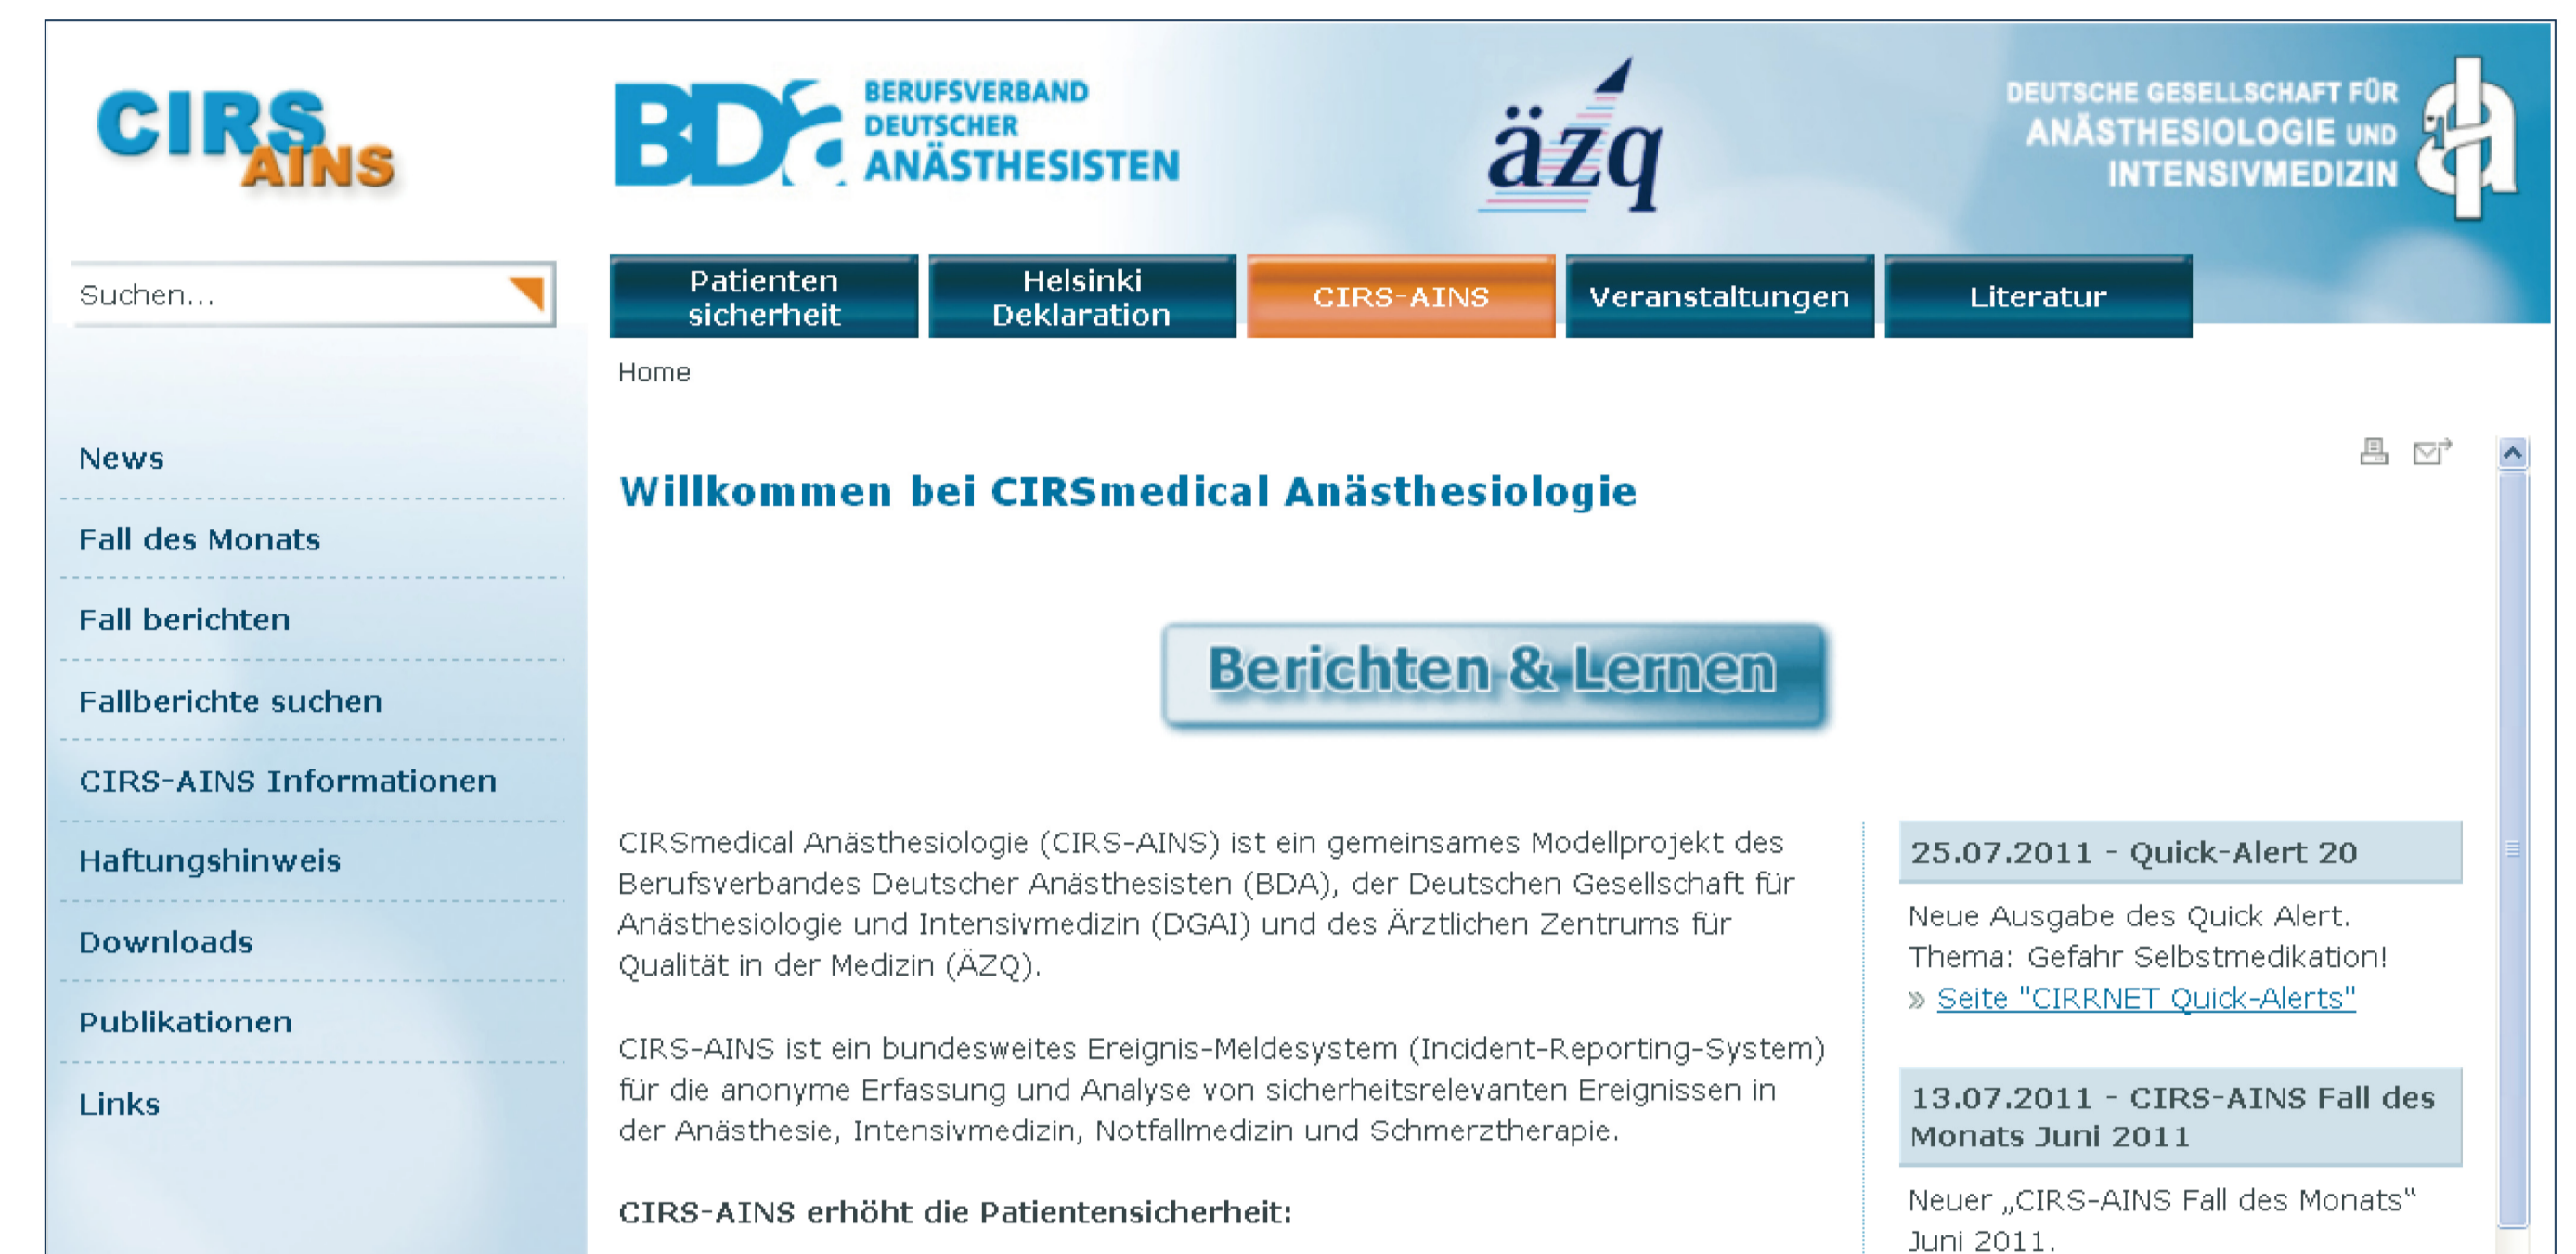 CIRS
AINS
BDA
BERUFSVERBAND
DEUTSCHER
ANÄSTHESISTEN
äzq
DEUTSCHE GESELLSCHAFT FÜR
ANÄSTHESIOLOGIE UND
INTENSIVMEDIZIN
Suchen...
Patienten
sicherheit
Helsinki
Deklaration
CIRS-AINS
Veranstaltungen
Literatur
Home
News
Fall des Monats
Fall berichten
Fallberichte suchen
CIRS-AINS Informationen
Haftungshinweis
Downloads
Publikationen
Links
Willkommen bei CIRSmedical Anästhesiologie
Berichten & Lernen
CIRSmedical Anästhesiologie (CIRS-AINS) ist ein gemeinsames Modellprojekt des
Berufsverbandes Deutscher Anästhesisten (BDA), der Deutschen Gesellschaft für
Anästhesiologie und Intensivmedizin (DGAI) und des Ärztlichen Zentrums für
Qualität in der Medizin (ÄZQ).
CIRS-AINS ist ein bundesweites Ereignis-Meldesystem (Incident-Reporting-System)
für die anonyme Erfassung und Analyse von sicherheitsrelevanten Ereignissen in
der Anästhesie, Intensivmedizin, Notfallmedizin und Schmerztherapie.
CIRS-AINS erhöht die Patientensicherheit:
25.07.2011 - Quick-Alert 20
Neue Ausgabe des Quick Alert.
Thema: Gefahr Selbstmedikation!
» Seite "CIRRNET Quick-Alerts"
13.07.2011 - CIRS-AINS Fall des
Monats Juni 2011
Neuer „CIRS-AINS Fall des Monats“
Juni 2011.